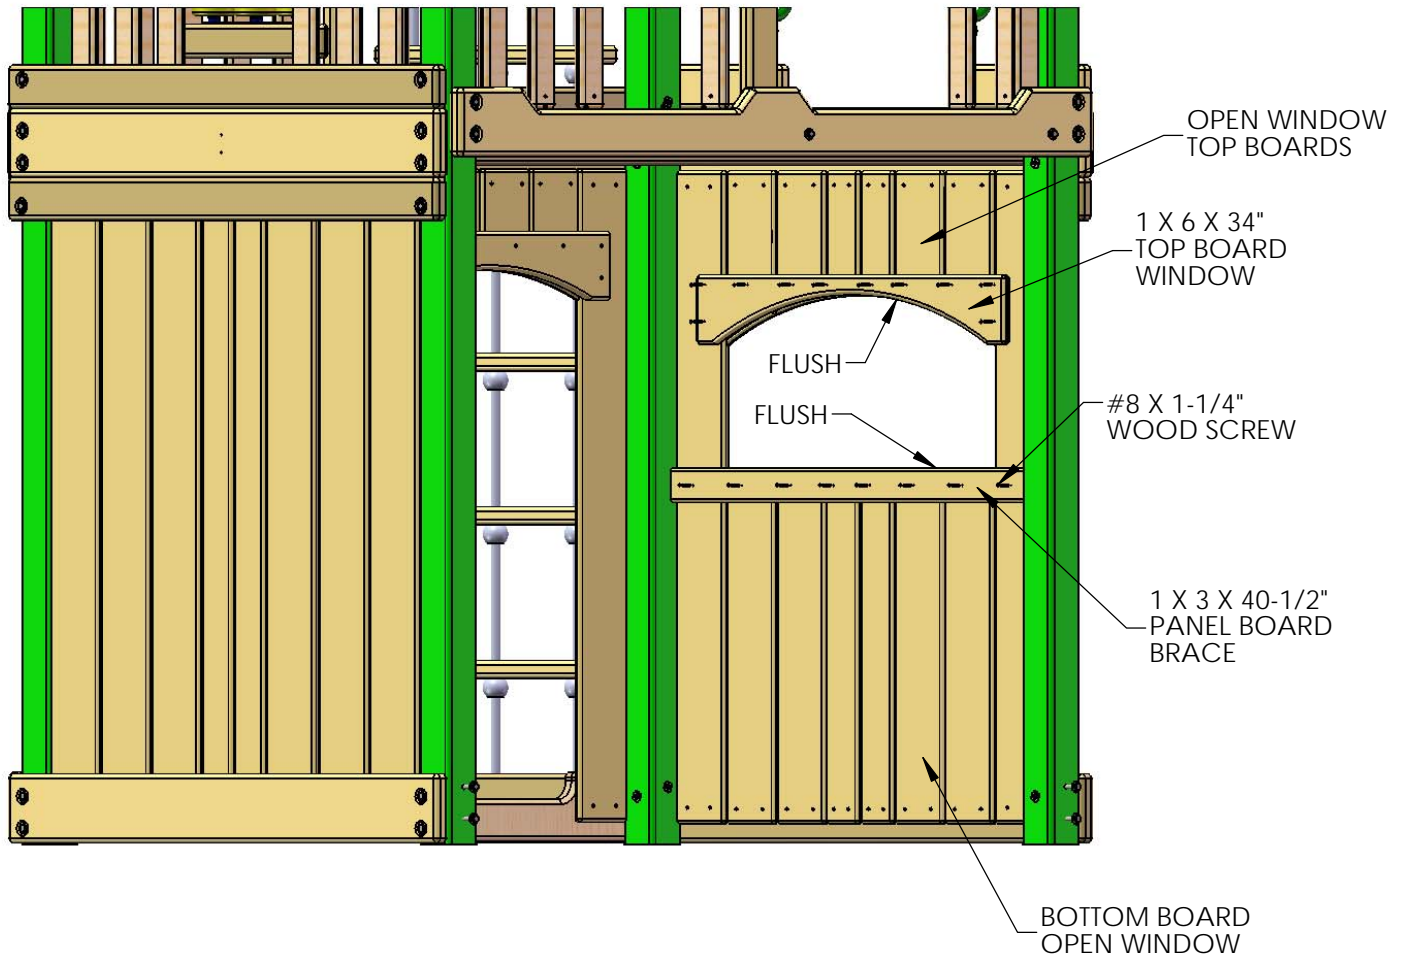 OPEN WINDOW
TOP BOARDS
1 X 6 X 34"
TOP BOARD
WINDOW
FLUSH
FLUSH
#8 X 1-1/4"
WOOD SCREW
1 X 3 X 40-1/2"
PANEL BOARD
BRACE
BOTTOM BOARD
OPEN WINDOW